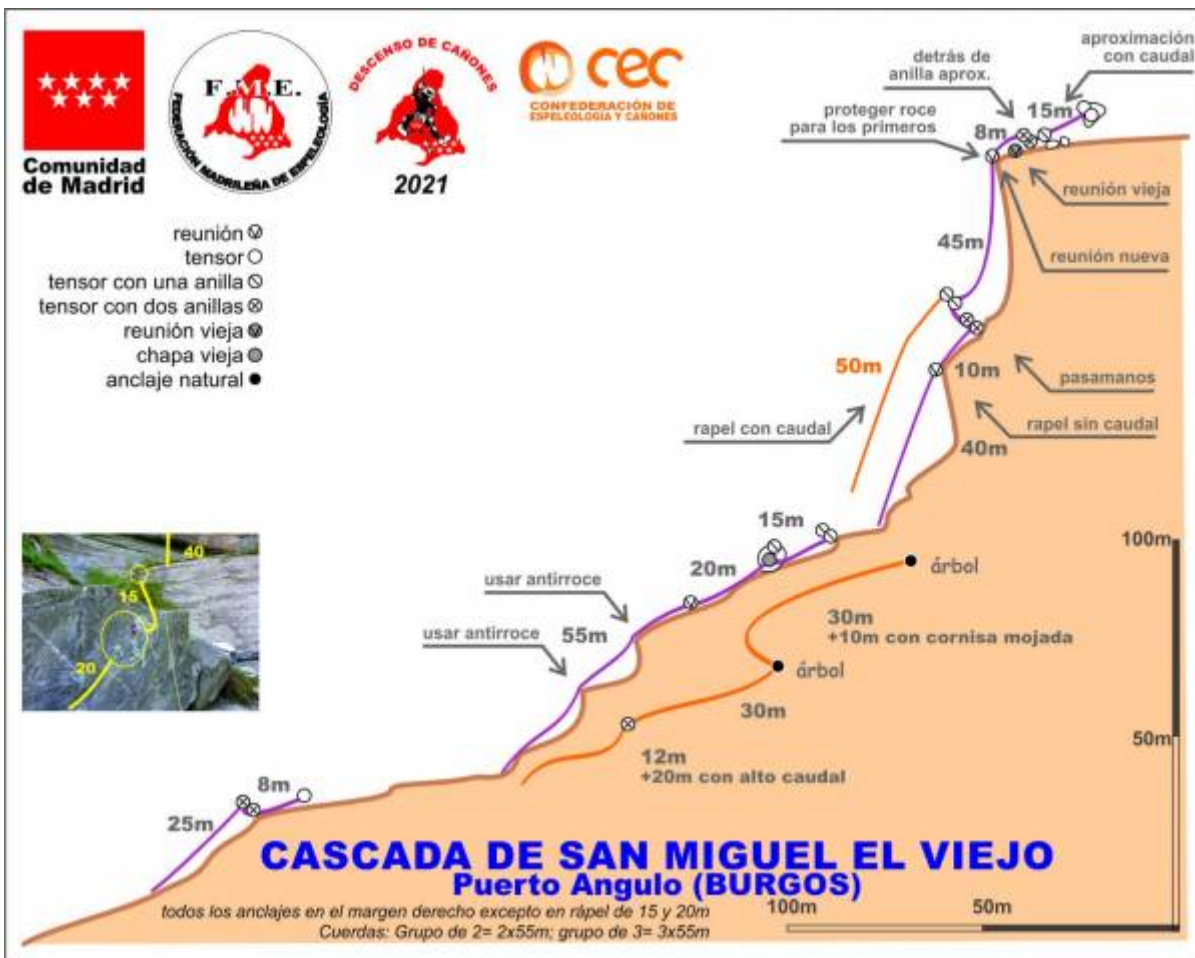 Comunidad
de Madrid
F.M.E.
FEDERACIÓN MADRILEÑA DE ESPELEOLOGÍA
DESCENSO DE CAÑONES
2021
cec
CONFEDERACIÓN DE
ESPELEOLOGÍA Y CAÑONES
reunión
tensor
tensor con una anilla
tensor con dos anillas
reunión vieja
chapa vieja
anclaje natural
aproximación
con caudal
detrás de
anilla aprox.
proteger roce
para los primeros
15m
8m
reunión vieja
reunión nueva
45m
50m
10m
pasamanos
rapel con caudal
rapel sin caudal
40m
15m
20m
usar antirroce
usar antirroce
55m
árbol
30m
+10m con cornisa mojada
árbol
30m
12m
+20m con alto caudal
8m
25m
40
15
20
100m
50m
CASCADA DE SAN MIGUEL EL VIEJO
Puerto Angulo (BURGOS)
todos los anclajes en el margen derecho excepto en rápel de 15 y 20m
Cuerdas: Grupo de 2= 2x55m; grupo de 3= 3x55m
100m
50m